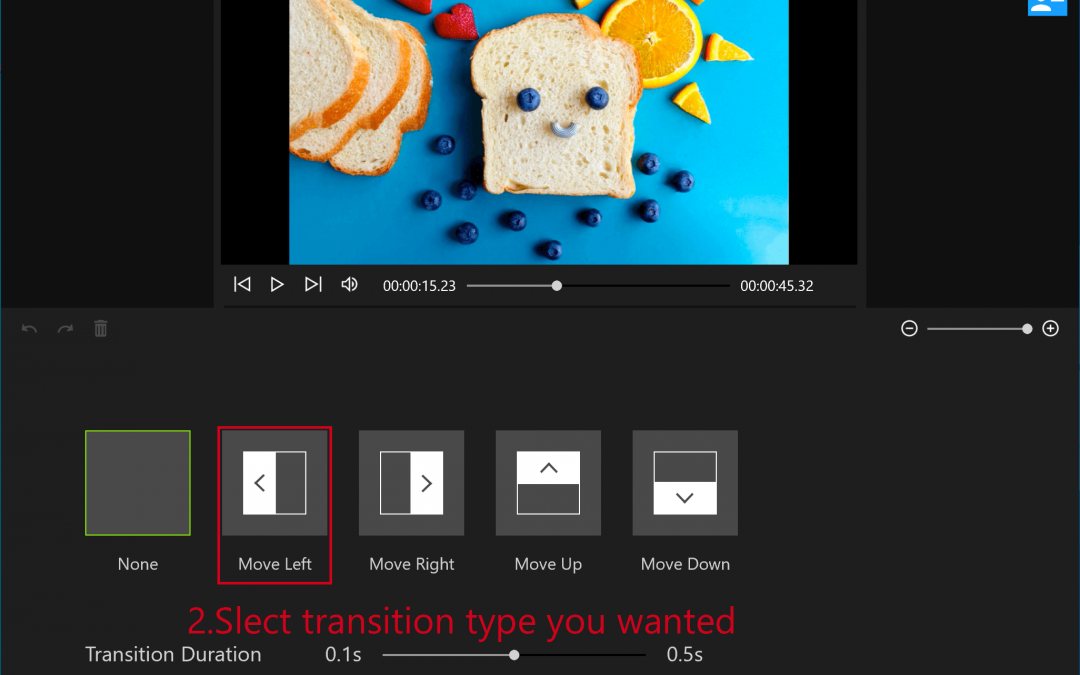 00:00:15.23 00:00:45.32
None Move Left Move Right Move Up Move Down
2.Slect transition type you wanted
Transition Duration 0.1s 0.5s